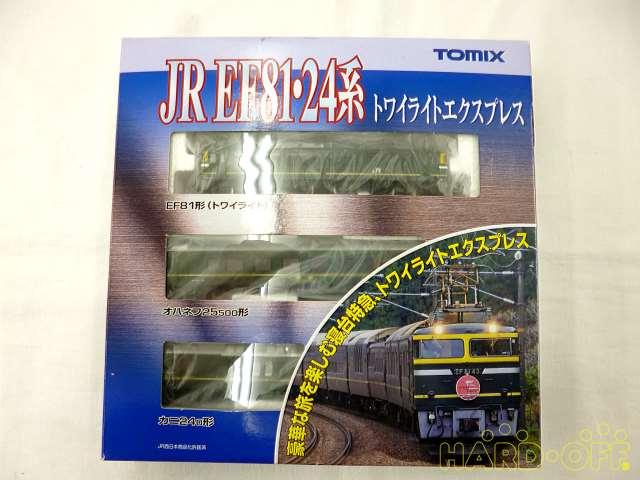 TOMIX
JR EF81・24系 トワイライトエクスプレス
EF81形(トワイライト)
オハネフ25500形
カニ240形
豪華な旅を楽しむ寝台特急、トワイライトエクスプレス
JR西日本商品化許諾済
HARD-OFF